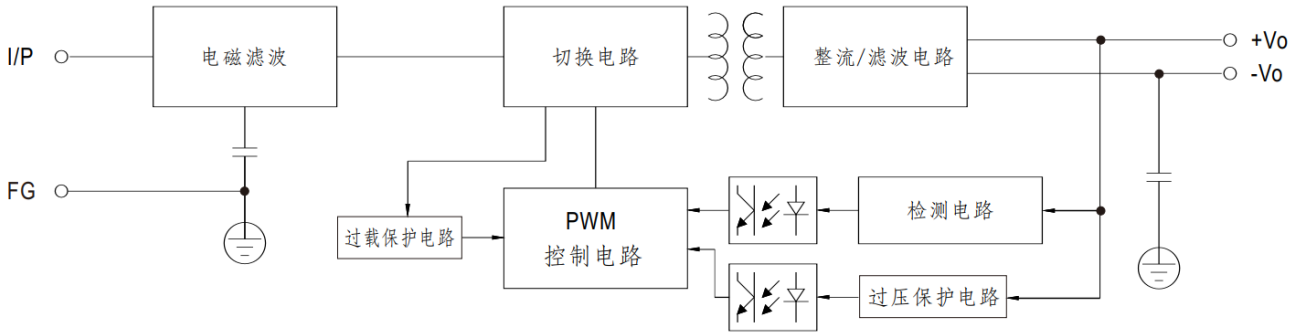 I/P
电磁滤波
切换电路
整流/滤波电路
+Vo
-Vo
FG
过载保护电路
PWM
控制电路
检测电路
过压保护电路